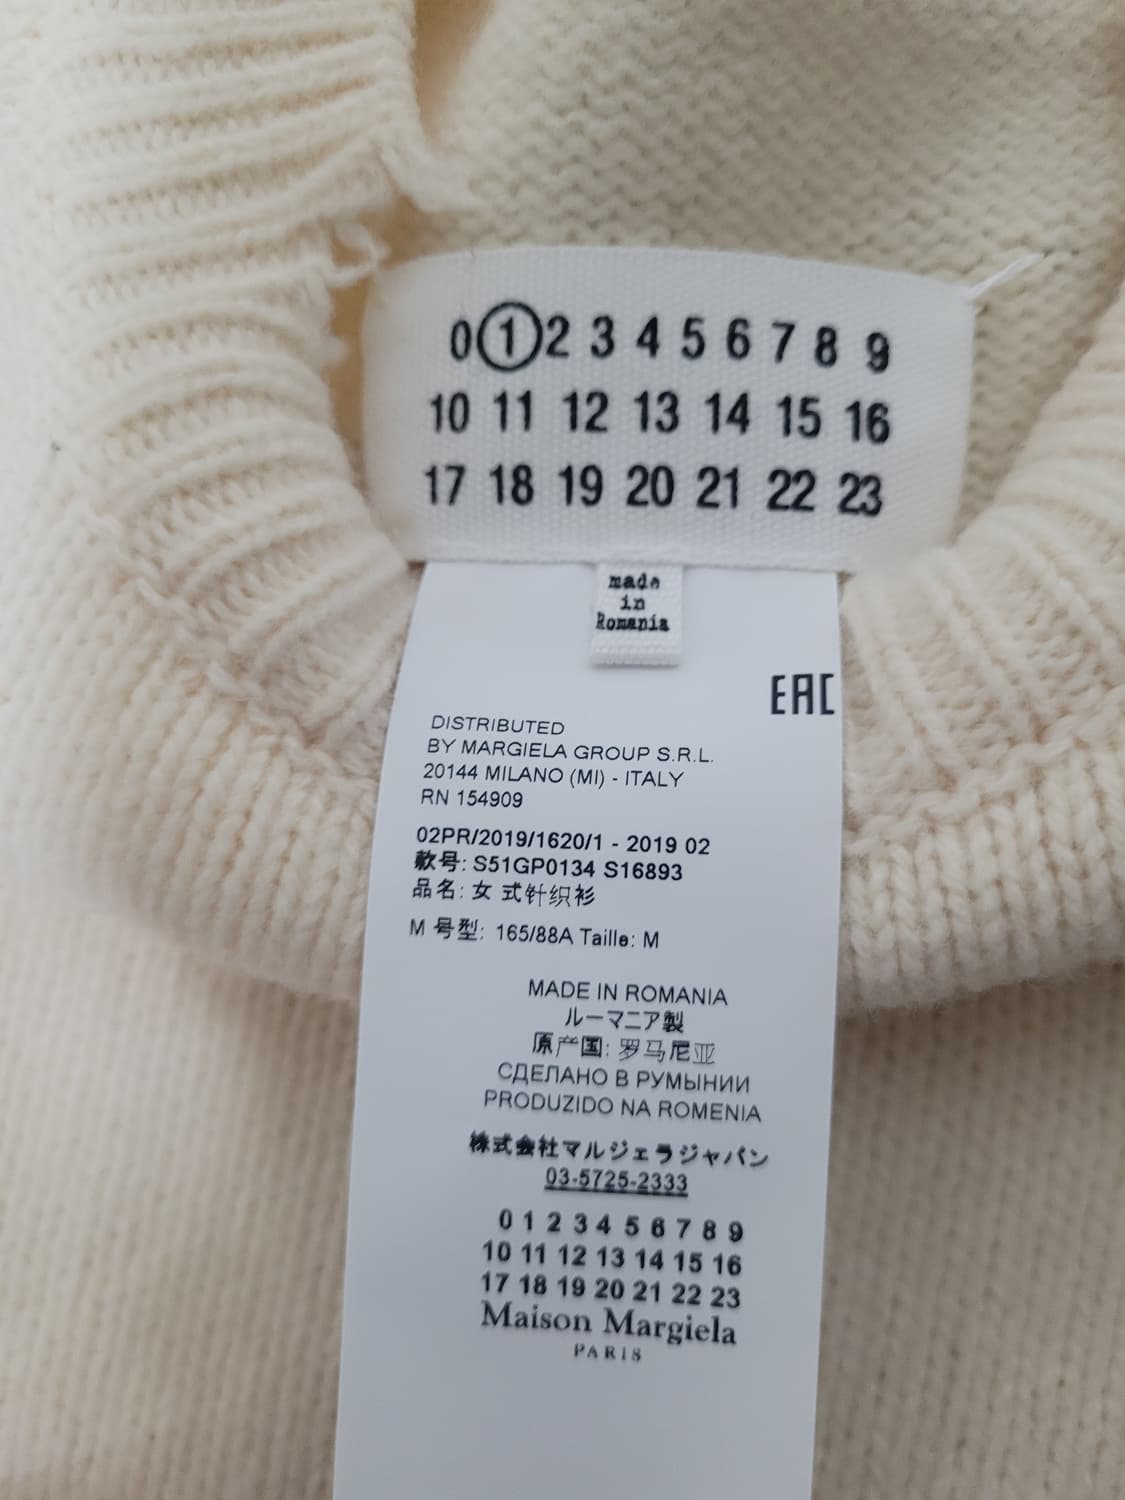 0 1 2 3 4 5 6 7 8 9
10 11 12 13 14 15 16
17 18 19 20 21 22 23
made
in
Romania
EAC
DISTRIBUTED
BY MARGIELA GROUP S.R.L.
20144 MILANO (MI) - ITALY
RN 154909
02PR/2019/1620/1 - 2019 02
款号: S51GP0134 S16893
品名: 女 式针织衫
M 号型: 165/88A Taille: M
MADE IN ROMANIA
ルーマニア製
原产国: 罗马尼亚
СДЕЛАНО В РУМЫНИИ
PRODUZIDO NA ROMENIA
株式会社マルジェラジャパン
03-5725-2333
0 1 2 3 4 5 6 7 8 9
10 11 12 13 14 15 16
17 18 19 20 21 22 23
Maison Margiela
PARIS